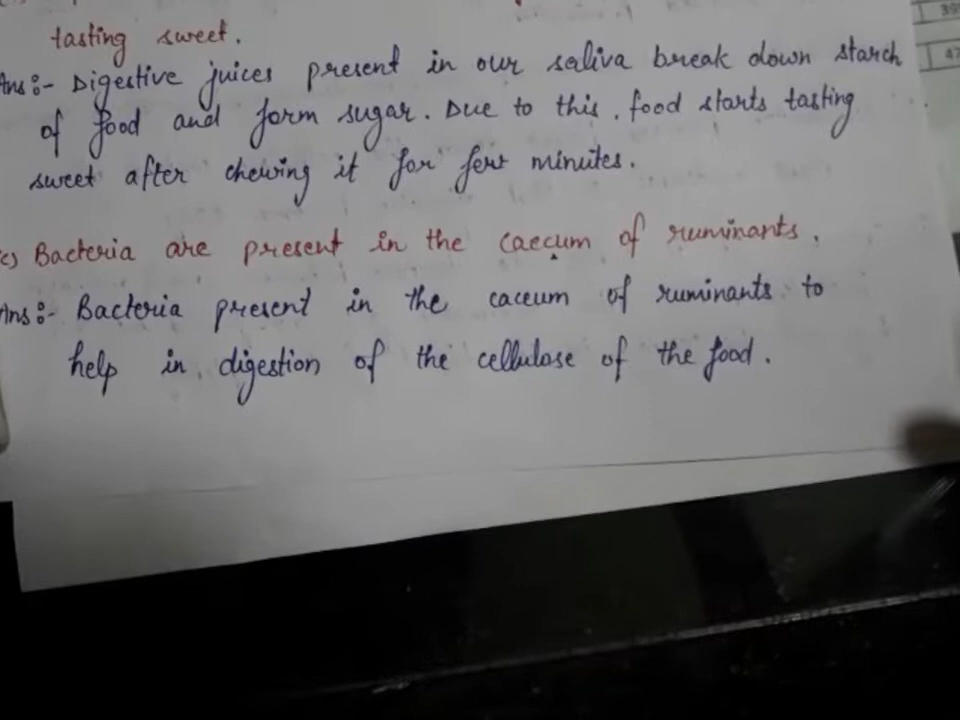 tasting sweet.
Ans:- Digestive juices present in our saliva break down starch
of food and form sugar. Due to this, food starts tasting
sweet after chewing it for few minutes.
c) Bacteria are present in the caecum of ruminants.
Ans:- Bacteria present in the caceum of ruminants to
help in digestion of the cellulose of the food.